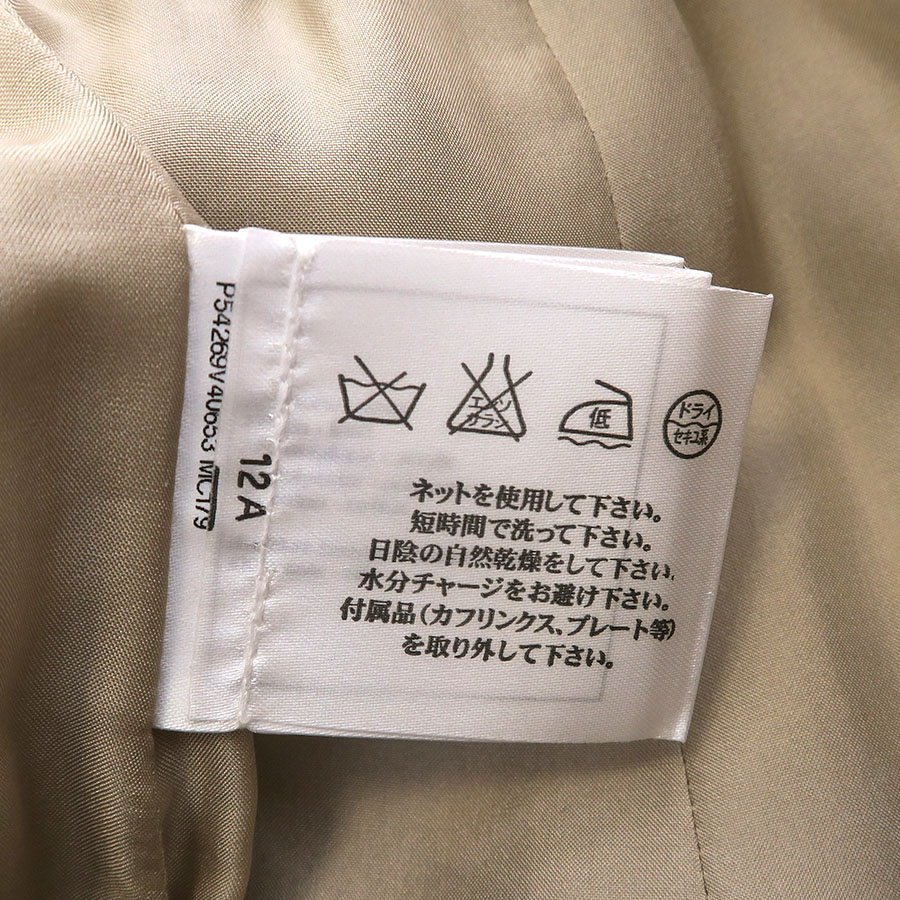 P54269V40653 MC179
12A
エンソ
サラン
低
ドライ
セキユ系
ネットを使用して下さい。
短時間で洗って下さい。
日陰の自然乾燥をして下さい。
水分チャージをお避け下さい。
付属品(カフリンクス、プレート等)
を取り外して下さい。